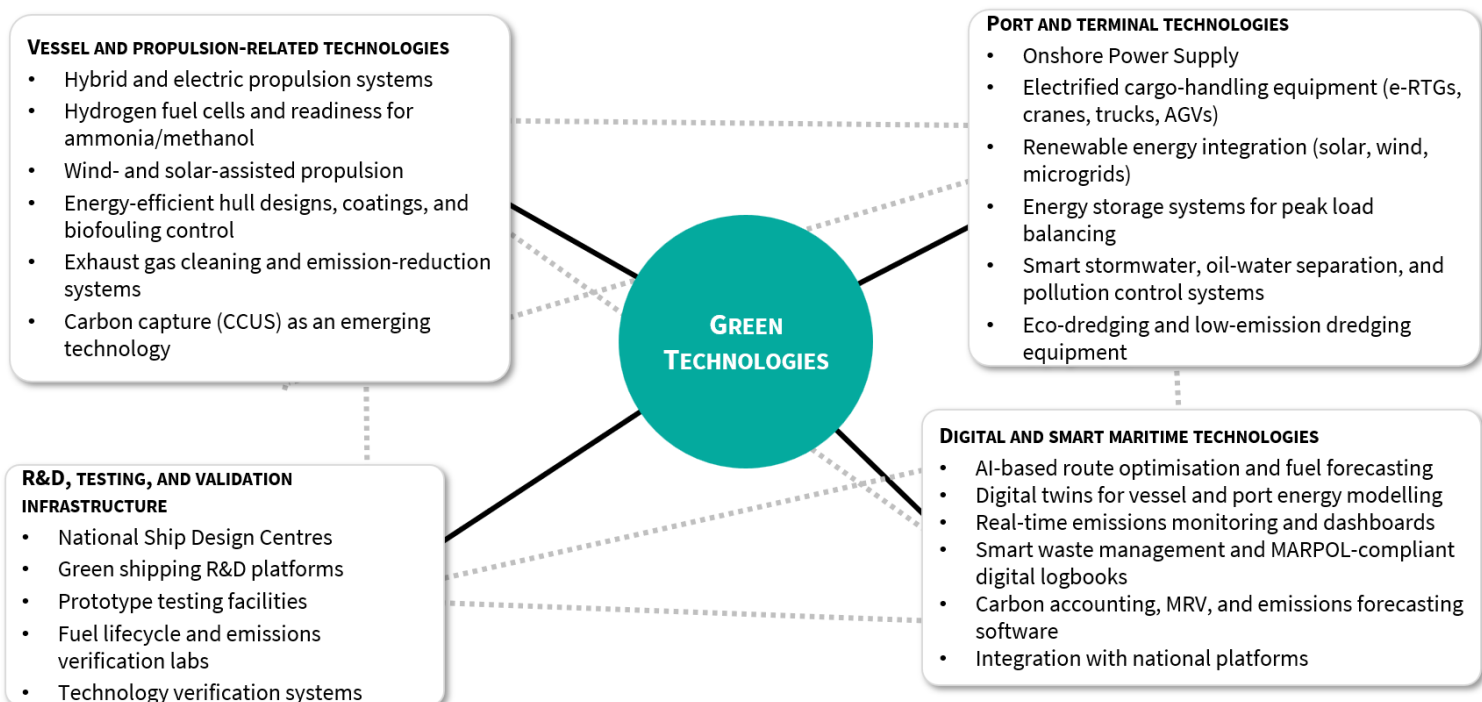 VESSEL AND PROPULSION-RELATED TECHNOLOGIES
• Hybrid and electric propulsion systems
• Hydrogen fuel cells and readiness for
ammonia/methanol
• Wind- and solar-assisted propulsion
• Energy-efficient hull designs, coatings, and
biofouling control
• Exhaust gas cleaning and emission-reduction
systems
• Carbon capture (CCUS) as an emerging
technology
PORT AND TERMINAL TECHNOLOGIES
• Onshore Power Supply
• Electrified cargo-handling equipment (e-RTGs,
cranes, trucks, AGVs)
• Renewable energy integration (solar, wind,
microgrids)
• Energy storage systems for peak load
balancing
• Smart stormwater, oil-water separation, and
pollution control systems
• Eco-dredging and low-emission dredging
equipment
GREEN
TECHNOLOGIES
R&D, TESTING, AND VALIDATION
INFRASTRUCTURE
• National Ship Design Centres
• Green shipping R&D platforms
• Prototype testing facilities
• Fuel lifecycle and emissions
verification labs
• Technology verification systems
DIGITAL AND SMART MARITIME TECHNOLOGIES
• AI-based route optimisation and fuel forecasting
• Digital twins for vessel and port energy modelling
• Real-time emissions monitoring and dashboards
• Smart waste management and MARPOL-compliant
digital logbooks
• Carbon accounting, MRV, and emissions forecasting
software
• Integration with national platforms